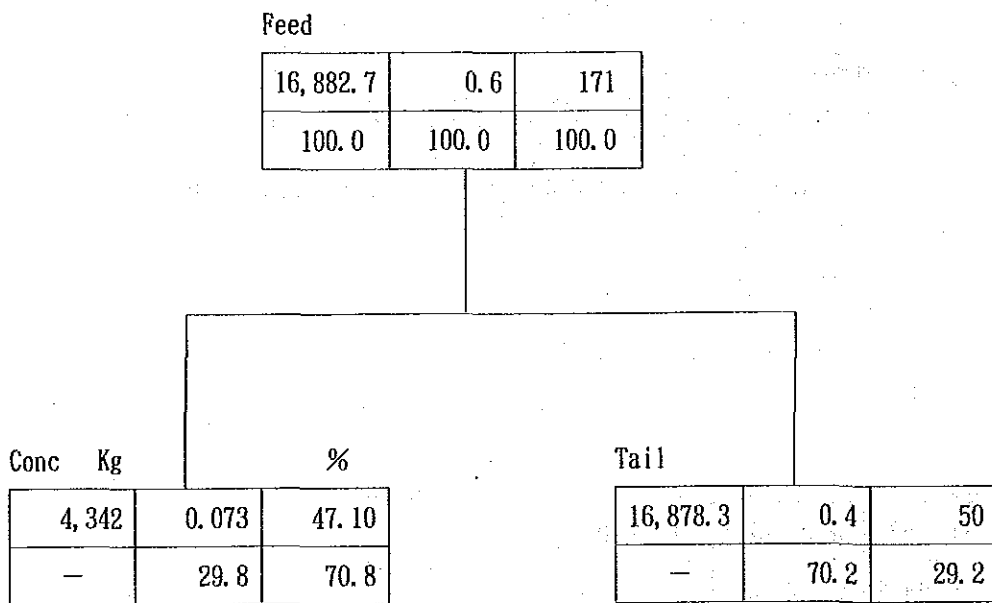 Feed
16,882.7 0.6 171
100.0 100.0 100.0
Conc Kg %
4,342 0.073 47.10
— 29.8 70.8
Tail
16,878.3 0.4 50
— 70.2 29.2